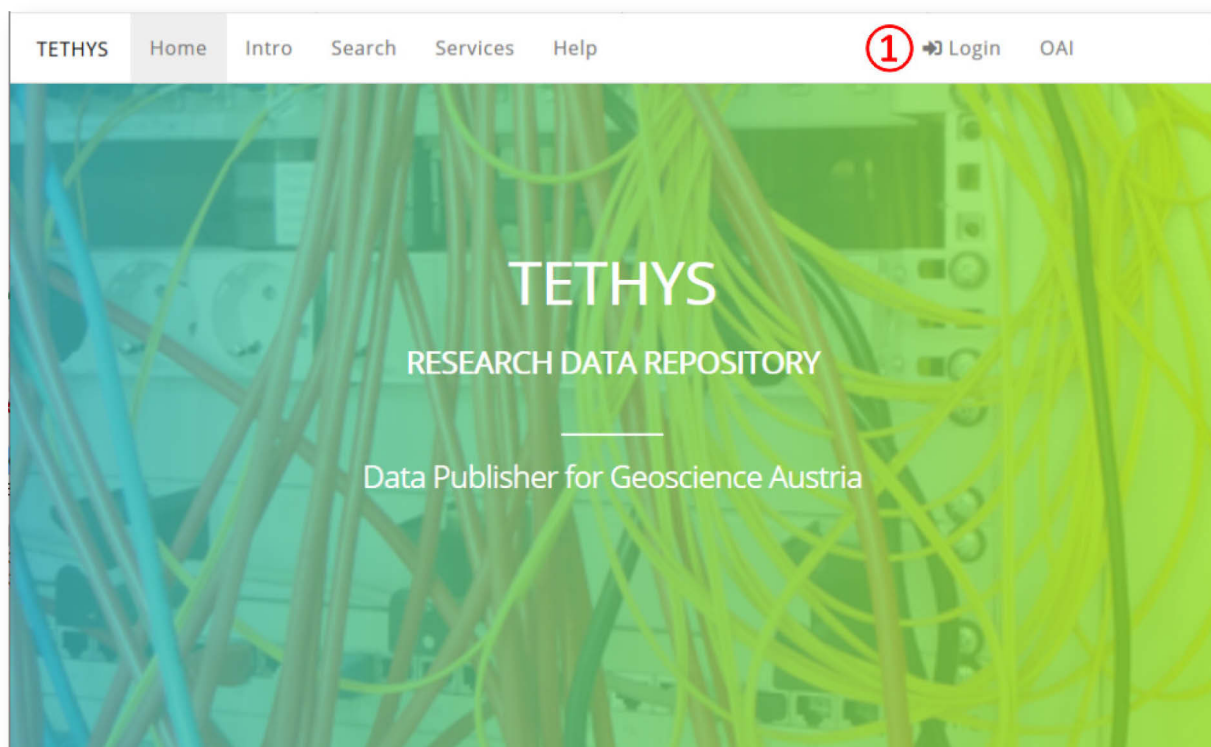 TETHYS Home Intro Search Services Help ① Login OAI
TETHYS
RESEARCH DATA REPOSITORY
Data Publisher for Geoscience Austria